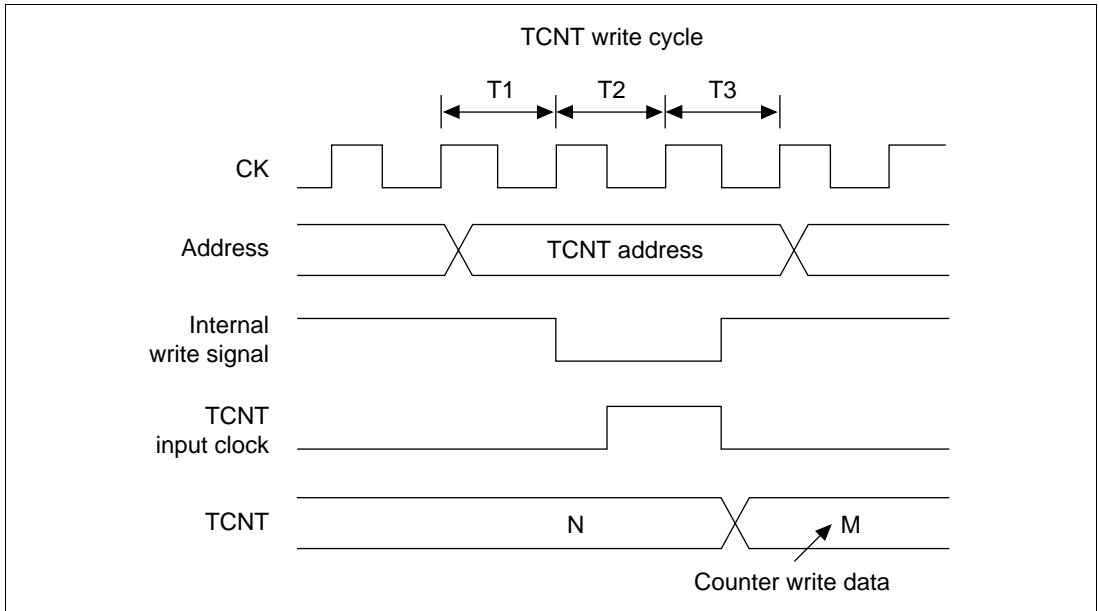 TCNT write cycle
T1 T2 T3
CK
Address
TCNT address
Internal
write signal
TCNT
input clock
TCNT
N
M
Counter write data